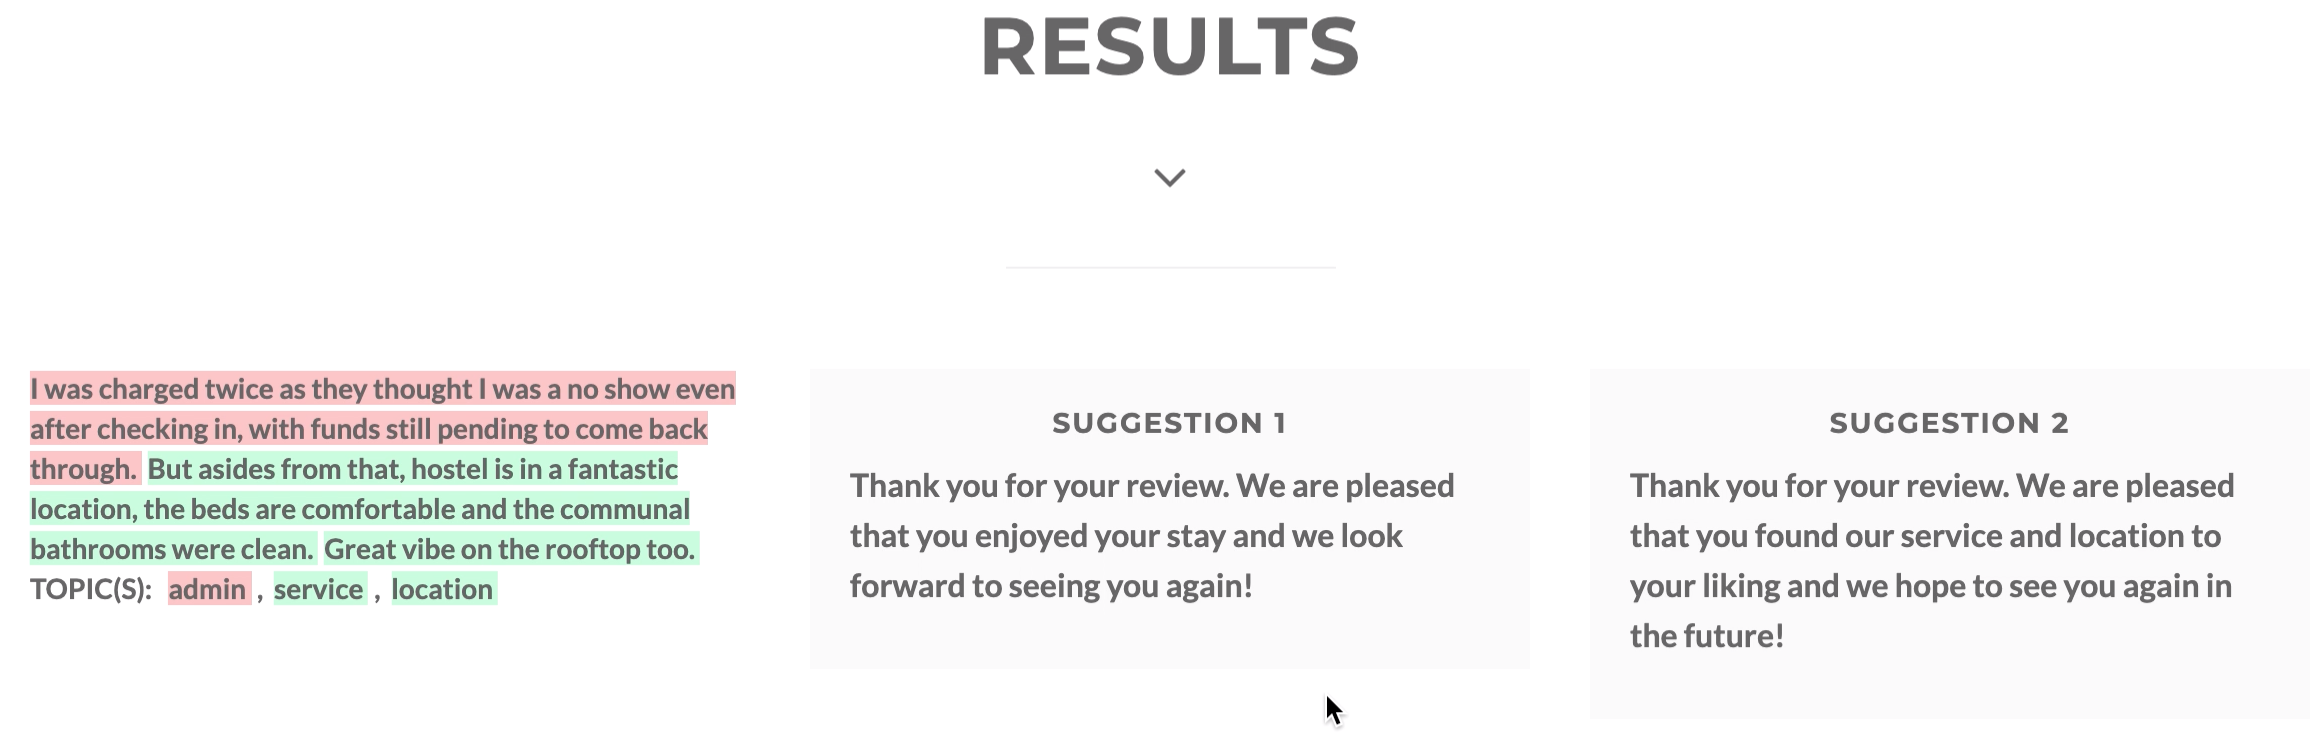 RESULTS
I was charged twice as they thought I was a no show even
after checking in, with funds still pending to come back
through. But asides from that, hostel is in a fantastic
location, the beds are comfortable and the communal
bathrooms were clean. Great vibe on the rooftop too.
TOPIC(S): admin , service , location
SUGGESTION 1
Thank you for your review. We are pleased
that you enjoyed your stay and we look
forward to seeing you again!
SUGGESTION 2
Thank you for your review. We are pleased
that you found our service and location to
your liking and we hope to see you again in
the future!